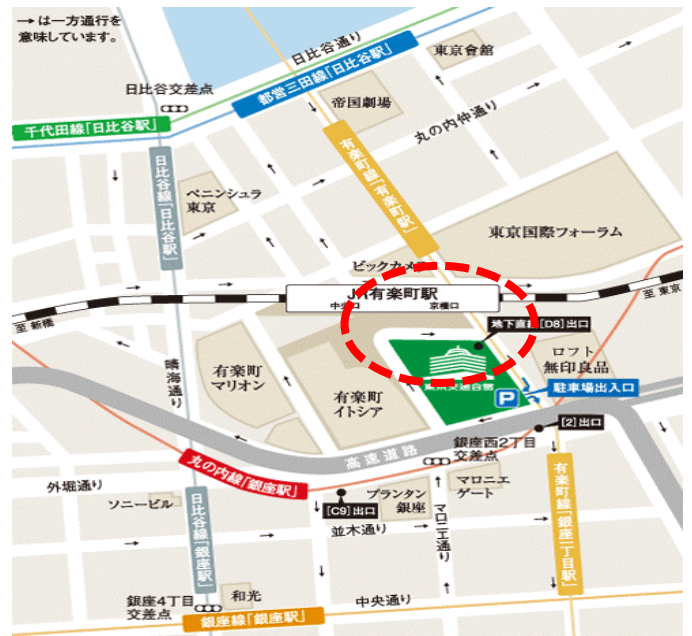 →は一方通行を
意味しています。
日比谷通り
東京會舘
都営三田線「日比谷駅」
日比谷交差点
帝国劇場
千代田線「日比谷駅」
丸の内仲通り
有楽町線「有楽町駅」
日比谷線「日比谷駅」
ペニンシュラ
東京
東京国際フォーラム
ビックカメラ
JR有楽町駅
中央口
京橋口
至 東京
至 新橋
地下直結[D8]出口
ロフト
無印良品
晴海通り
有楽町
マリオン
有楽町
イトシア
P
駐車場出入口
[2]出口
高速道路
銀座西2丁目
交差点
丸の内線「銀座駅」
外堀通り
ソニービル
日比谷線「銀座駅」
[C9]出口
プランタン
銀座
マロニエ
ゲート
マロニエ通り
有楽町線「銀座一丁目駅」
並木通り
銀座4丁目
交差点
和光
中央通り
銀座線「銀座駅」